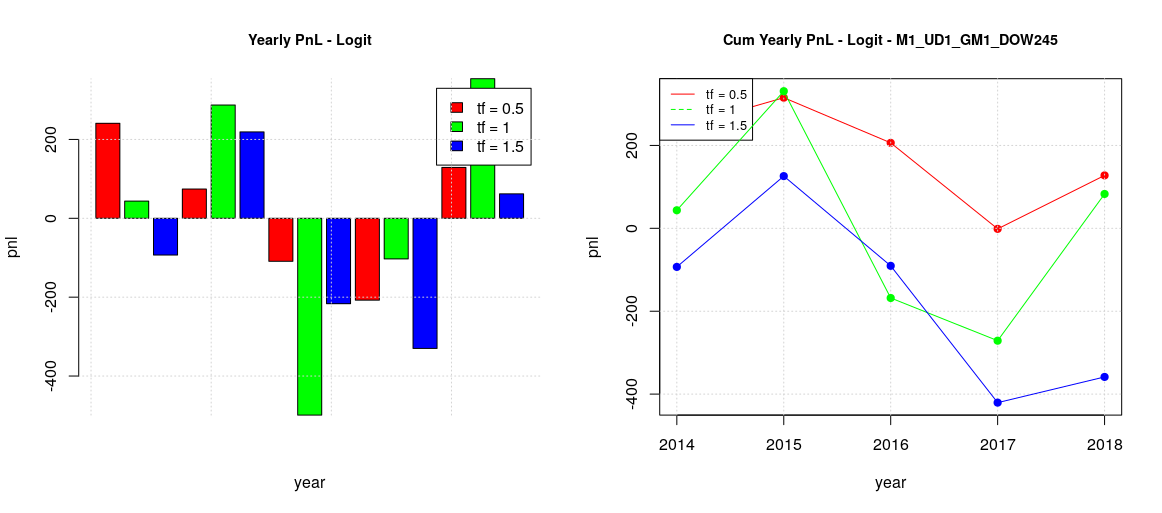 Yearly PnL - Logit
pnl
200
0
-200
-400
tf = 0.5
tf = 1
tf = 1.5
year
Cum Yearly PnL - Logit - M1_UD1_GM1_DOW245
pnl
200
0
-200
-400
tf = 0.5
tf = 1
tf = 1.5
2014 2015 2016 2017 2018
year